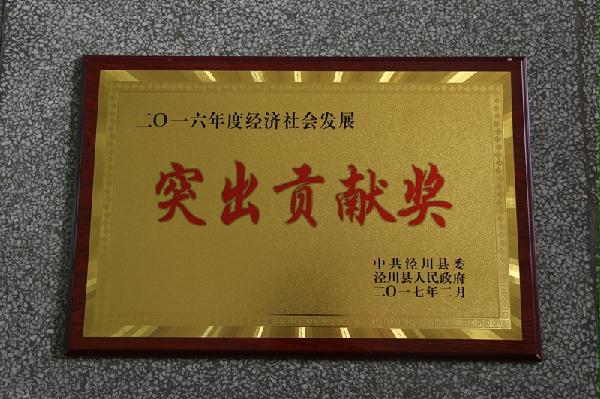 二〇一六年度经济社会发展
突出贡献奖
中共泾川县委
泾川县人民政府
二〇一七年二月